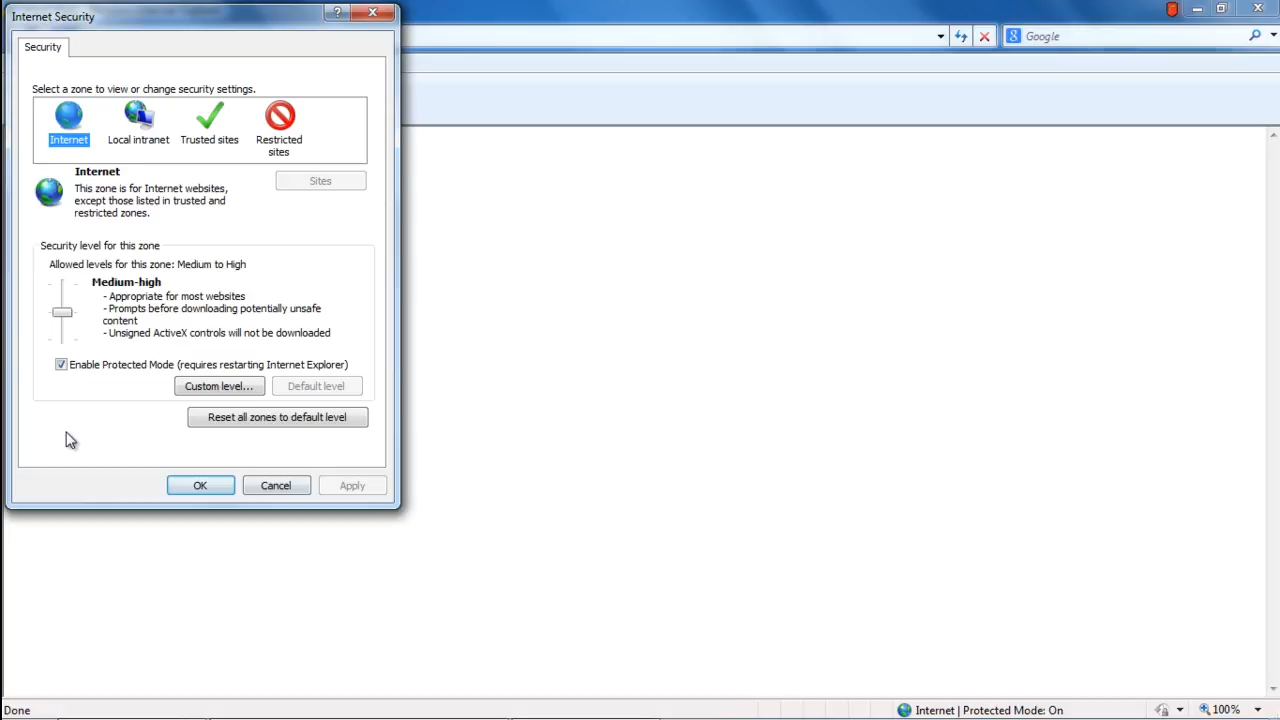 Internet Security
?
Google
Security
Select a zone to view or change security settings.
Internet
Local intranet
Trusted sites
Restricted
sites
Internet
This zone is for Internet websites,
except those listed in trusted and
restricted zones.
Sites
Security level for this zone
Allowed levels for this zone: Medium to High
Medium-high
- Appropriate for most websites
- Prompts before downloading potentially unsafe
content
- Unsigned ActiveX controls will not be downloaded
Enable Protected Mode (requires restarting Internet Explorer)
Custom level...
Default level
Reset all zones to default level
OK
Cancel
Apply
Done
Internet | Protected Mode: On
100%